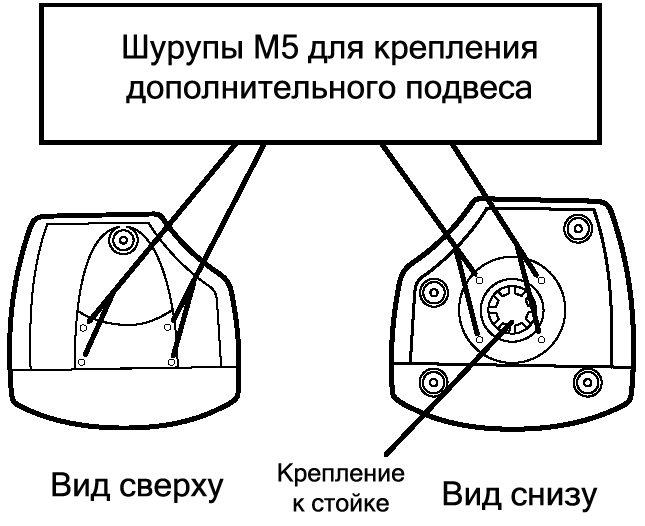 Шурупы М5 для крепления
дополнительного подвеса
Вид сверху
Крепление
к стойке
Вид снизу